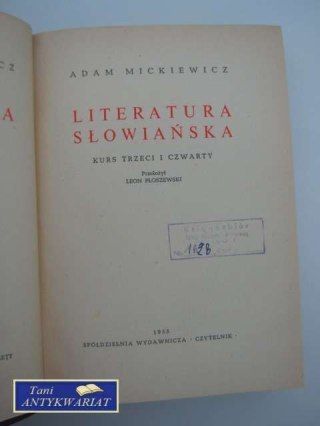 ADAM MICKIEWICZ
LITERATURA
SŁOWIAŃSKA
KURS TRZECI I CZWARTY
Przełożył
LEON PŁOSZEWSKI
1955
SPÓŁDZIELNIA WYDAWNICZA · CZYTELNIK ·
Tani
ANTYKWARIAT